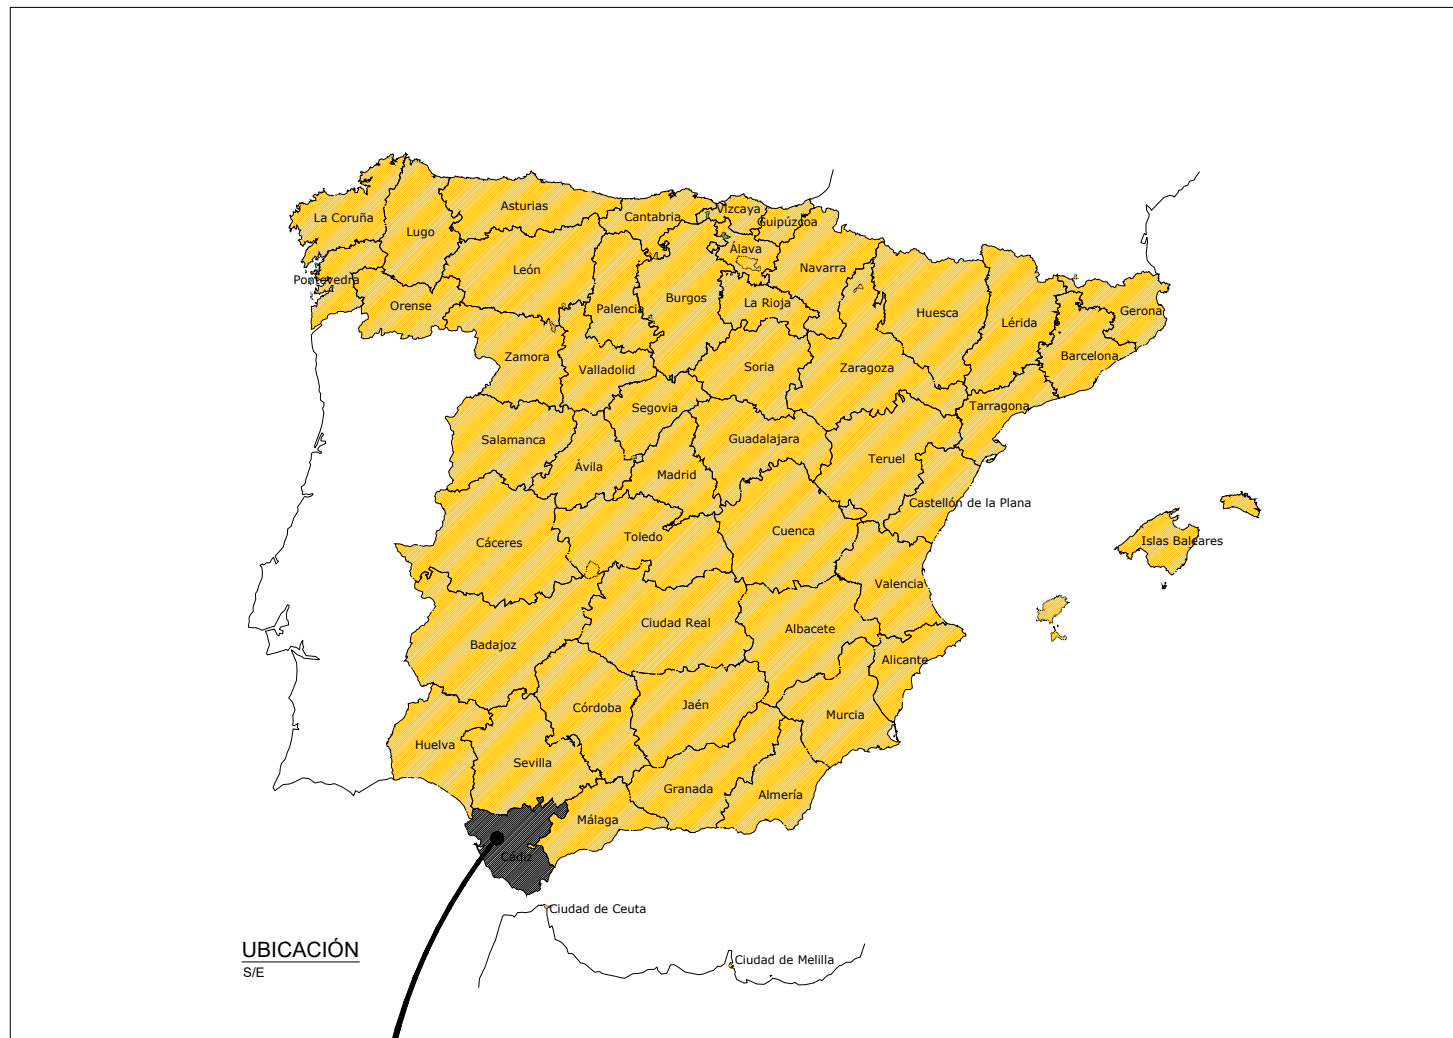 Asturias
Vizcaya
La Coruña
Cantabria
Guipúzcoa
Lugo
Álava
León
Navarra
Pontevedra
Burgos
La Rioja
Orense
Palencia
Huesca
Gerona
Lérida
Zamora
Barcelona
Valladolid
Soria
Zaragoza
Segovia
Tarragona
Salamanca
Guadalajara
Ávila
Teruel
Madrid
Castellón de la Plana
Cáceres
Toledo
Cuenca
Islas Baleares
Valencia
Ciudad Real
Albacete
Badajoz
Alicante
Córdoba
Jaén
Murcia
Huelva
Sevilla
Granada
Almería
Málaga
Cádiz
Ciudad de Ceuta
UBICACIÓN
Ciudad de Melilla
S/E